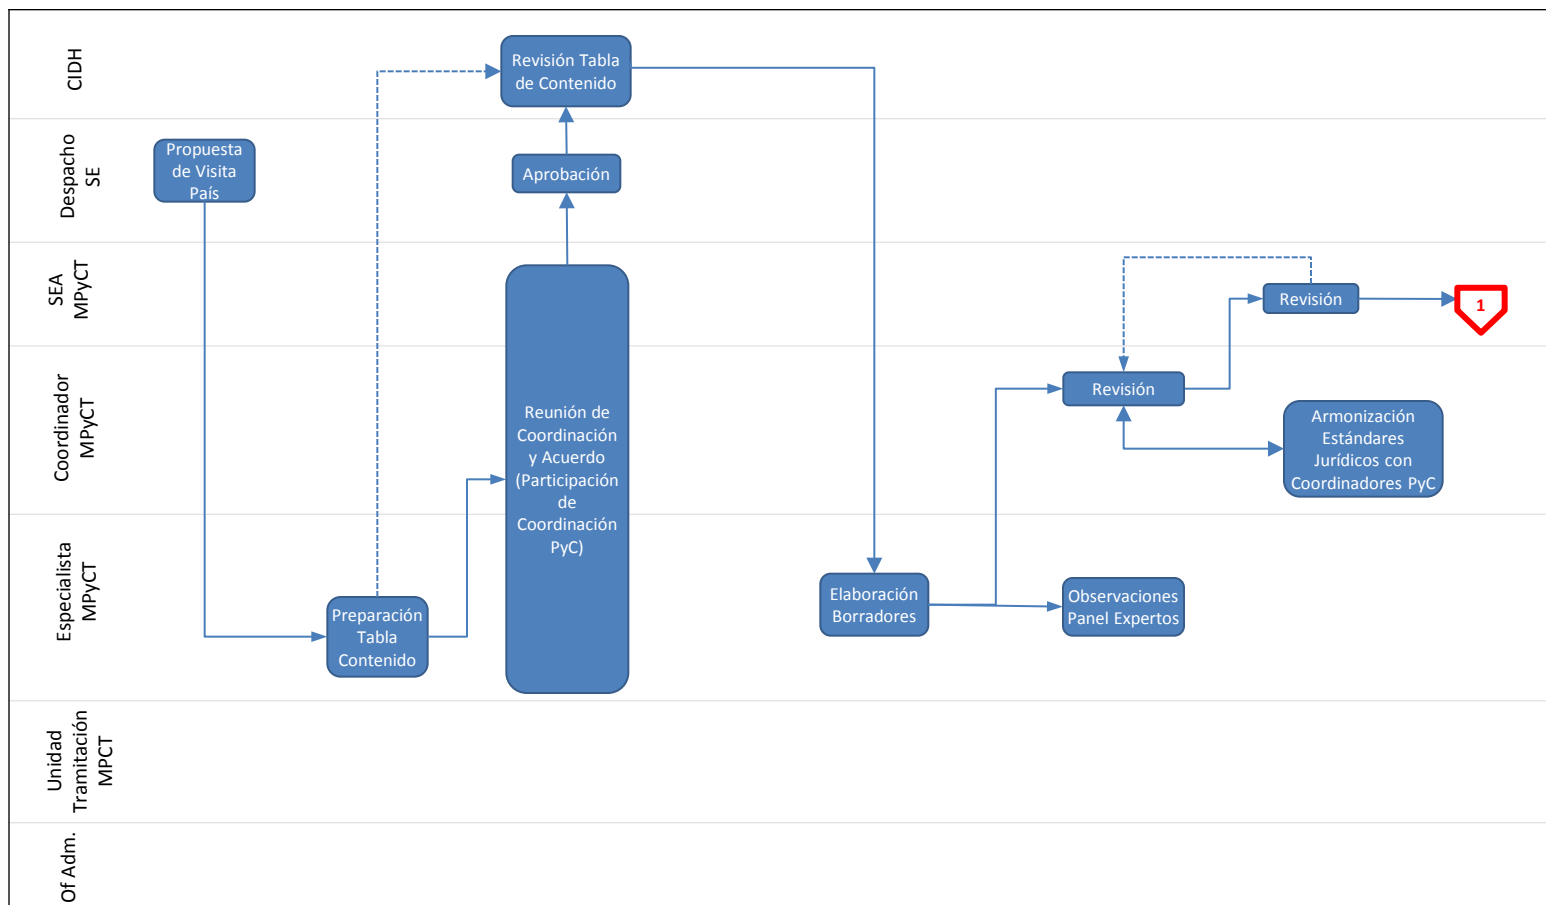 CIDH
Revisión Tabla
de Contenido
Despacho
SE
Propuesta
de Visita
País
Aprobación
SEA
MPyCT
Revisión
1
Coordinador
MPyCT
Reunión de
Coordinación
y Acuerdo
(Participación
de
Coordinación
PyC)
Revisión
Armonización
Estándares
Jurídicos con
Coordinadores PyC
Especialista
MPyCT
Preparación
Tabla
Contenido
Elaboración
Borradores
Observaciones
Panel Expertos
Unidad
Tramitación
MPCT
Of Adm.